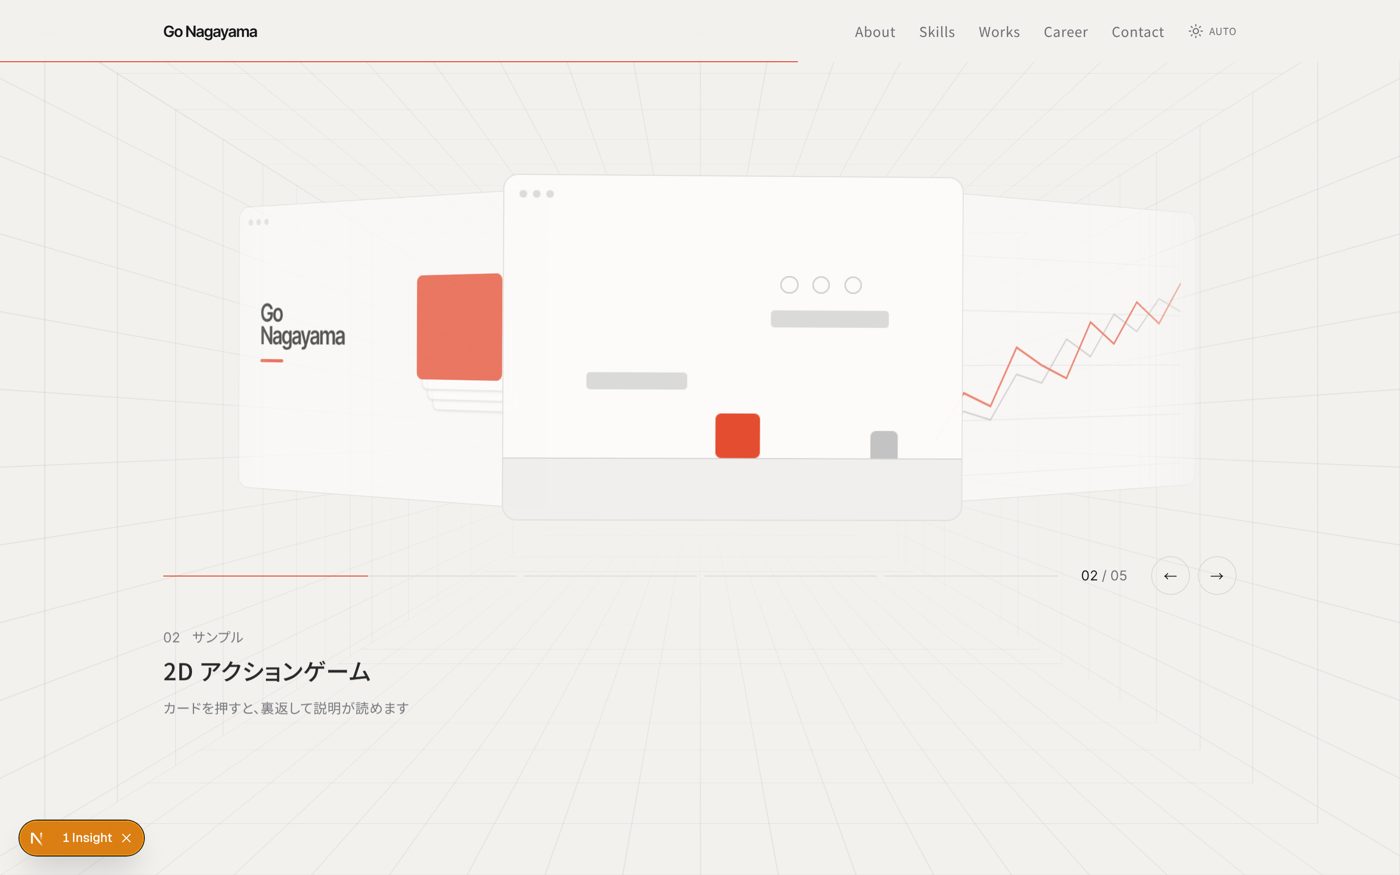 Go Nagayama
About
Skills
Works
Career
Contact
AUTO
Go
Nagayama
02 / 05
← →
02 サンプル
2D アクションゲーム
カードを押すと、裏返して説明が読めます
N 1 Insight ×